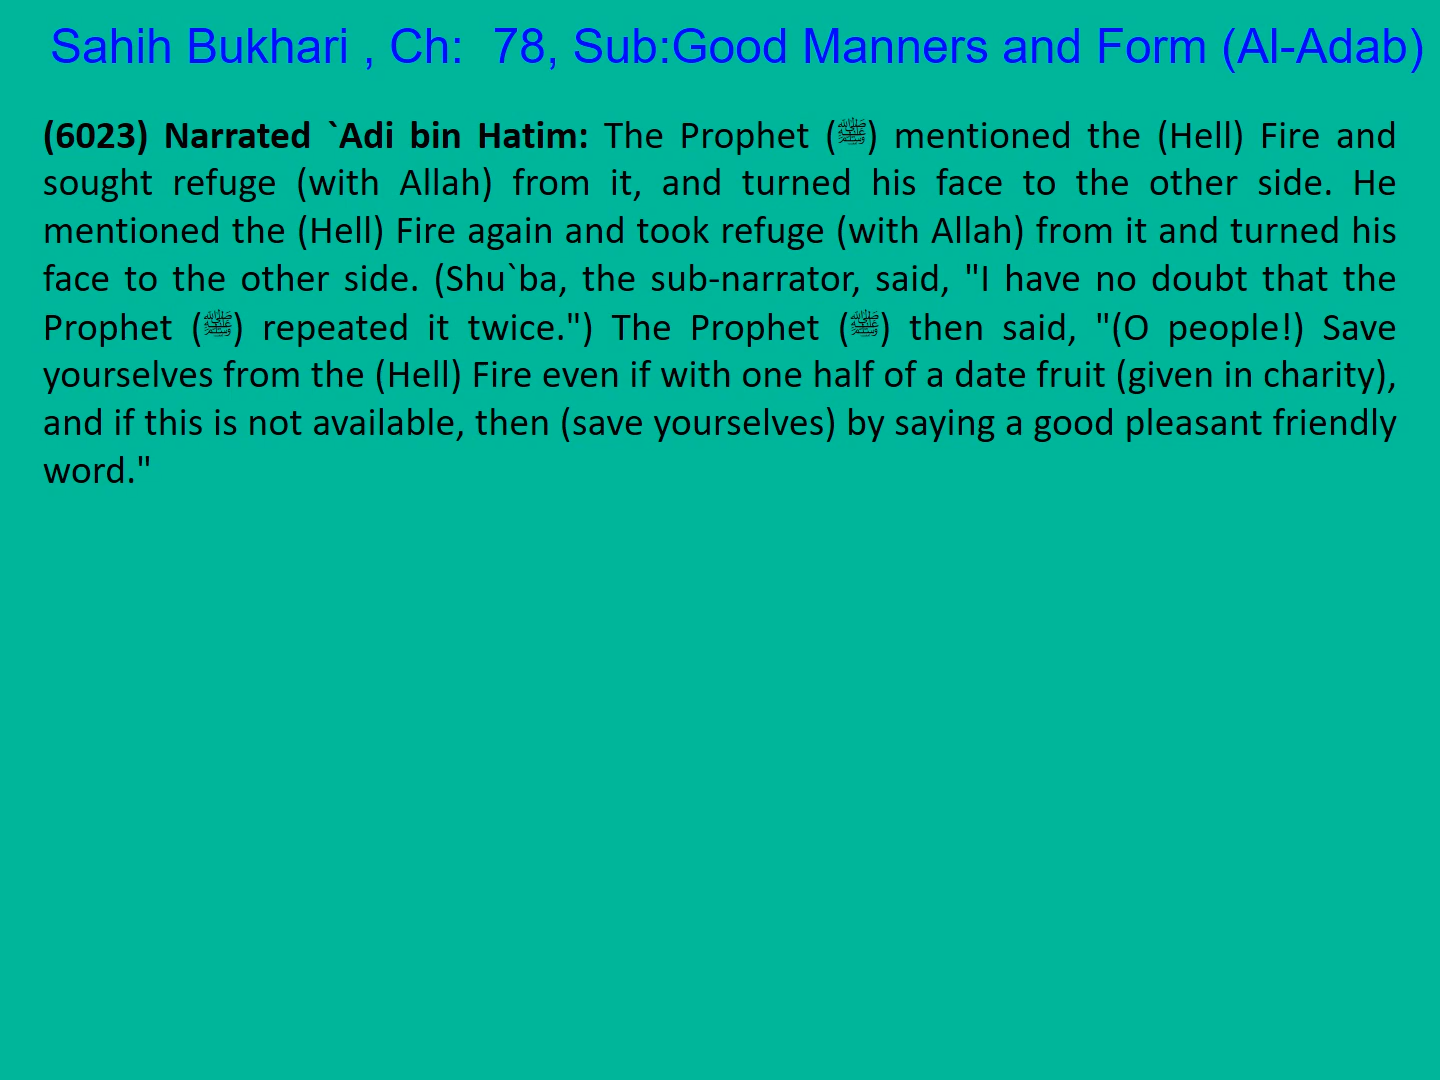 Sahih Bukhari , Ch:  78, Sub:Good Manners and Form (Al-Adab)
(6023) Narrated `Adi bin Hatim: The Prophet (ﷺ) mentioned the (Hell) Fire and
sought refuge (with Allah) from it, and turned his face to the other side. He
mentioned the (Hell) Fire again and took refuge (with Allah) from it and turned his
face to the other side. (Shu`ba, the sub-narrator, said, "I have no doubt that the
Prophet (ﷺ) repeated it twice.") The Prophet (ﷺ) then said, "(O people!) Save
yourselves from the (Hell) Fire even if with one half of a date fruit (given in charity),
and if this is not available, then (save yourselves) by saying a good pleasant friendly
word."